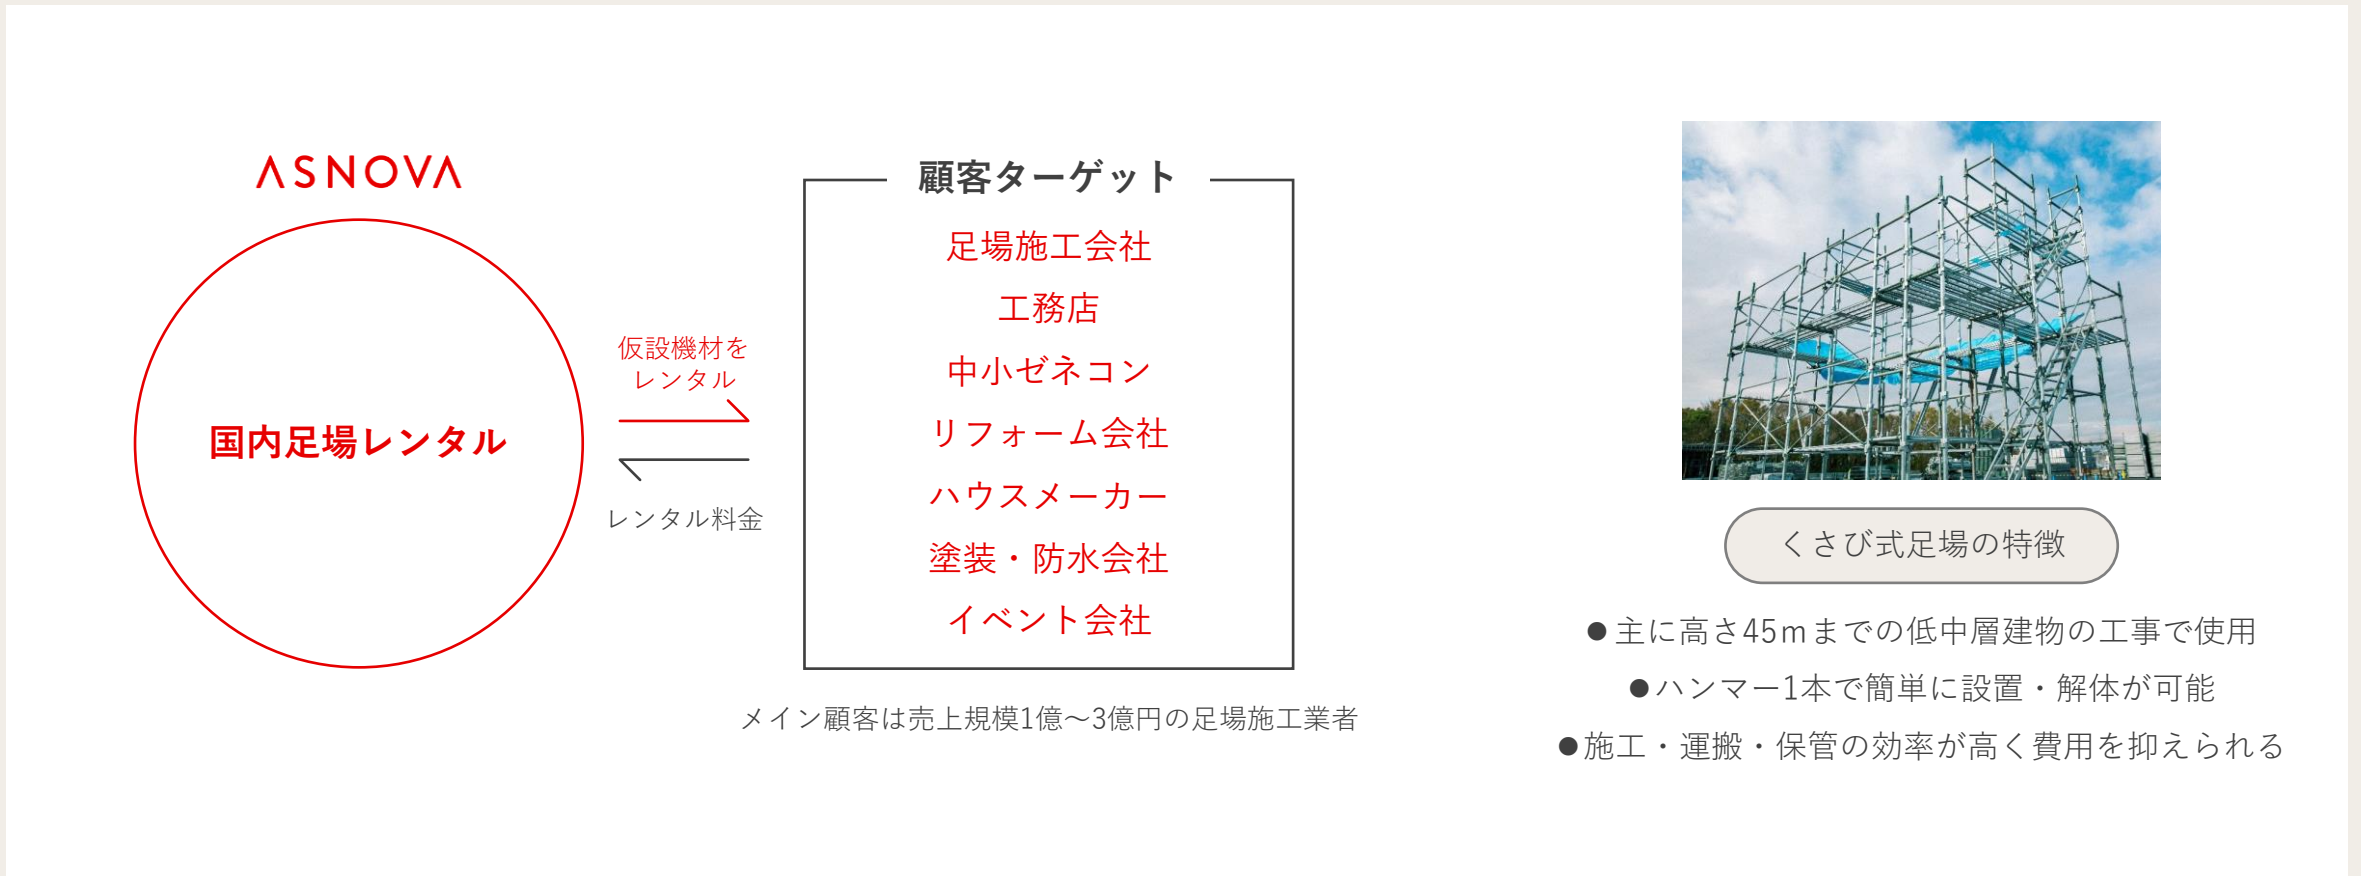 ASNOVA
国内足場レンタル
仮設機材を
レンタル
レンタル料金
顧客ターゲット
足場施工会社
工務店
中小ゼネコン
リフォーム会社
ハウスメーカー
塗装・防水会社
イベント会社
メイン顧客は売上規模1億～3億円の足場施工業者
くさび式足場の特徴
●主に高さ45ｍまでの低中層建物の工事で使用
●ハンマー1本で簡単に設置・解体が可能
●施工・運搬・保管の効率が高く費用を抑えられる